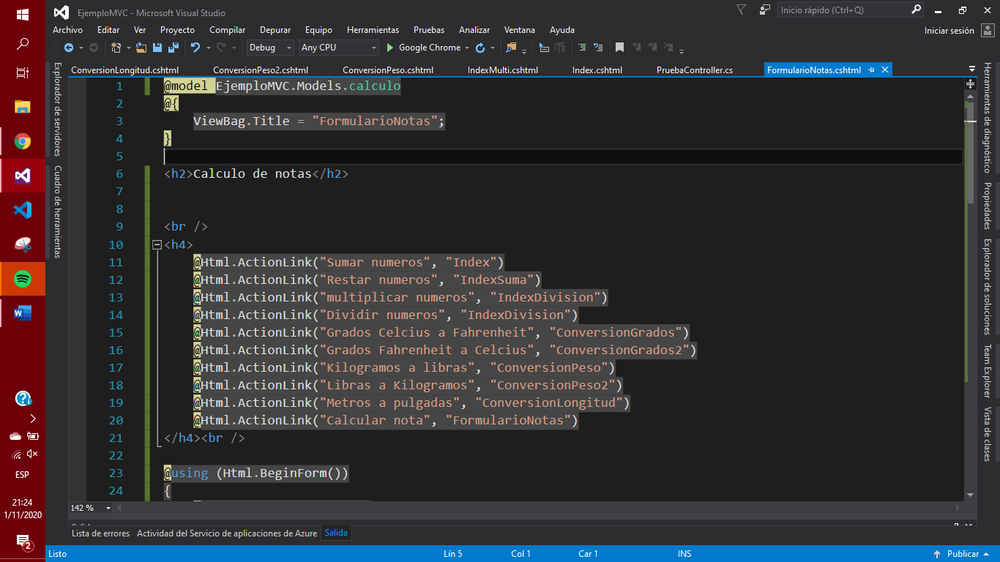 EjemploMVC - Microsoft Visual Studio
Inicio rápido (Ctrl+Q)
Archivo Editar Ver Proyecto Compilar Depurar Equipo Herramientas Pruebas Analizar Ventana Ayuda
Iniciar sesión
Debug Any CPU Google Chrome
ConversionLongitud.cshtml ConversionPeso2.cshtml ConversionPeso.cshtml IndexMulti.cshtml Index.cshtml PruebaController.cs FormularioNotas.cshtml
Explorador de servidores
Cuadro de herramientas
1 @model EjemploMVC.Models.calculo
2 @{
3 ViewBag.Title = "FormularioNotas";
4 }
5
6 <h2>Calculo de notas</h2>
7
8
9 <br />
10 <h4>
11 @Html.ActionLink("Sumar numeros", "Index")
12 @Html.ActionLink("Restar numeros", "IndexSuma")
13 @Html.ActionLink("multiplicar numeros", "IndexDivision")
14 @Html.ActionLink("Dividir numeros", "IndexDivision")
15 @Html.ActionLink("Grados Celcius a Fahrenheit", "ConversionGrados")
16 @Html.ActionLink("Grados Fahrenheit a Celcius", "ConversionGrados2")
17 @Html.ActionLink("Kilogramos a libras", "ConversionPeso")
18 @Html.ActionLink("Libras a Kilogramos", "ConversionPeso2")
19 @Html.ActionLink("Metros a pulgadas", "ConversionLongitud")
20 @Html.ActionLink("Calcular nota", "FormularioNotas")
21 </h4><br />
22
23 @using (Html.BeginForm())
24 {
Herramientas de diagnóstico
Propiedades
Explorador de soluciones
Team Explorer
Vista de clases
142 %
Lista de errores Actividad del Servicio de aplicaciones de Azure Salida
Listo Lín 5 Col 1 Car 1 INS Publicar
ESP
21:24
1/11/2020
2